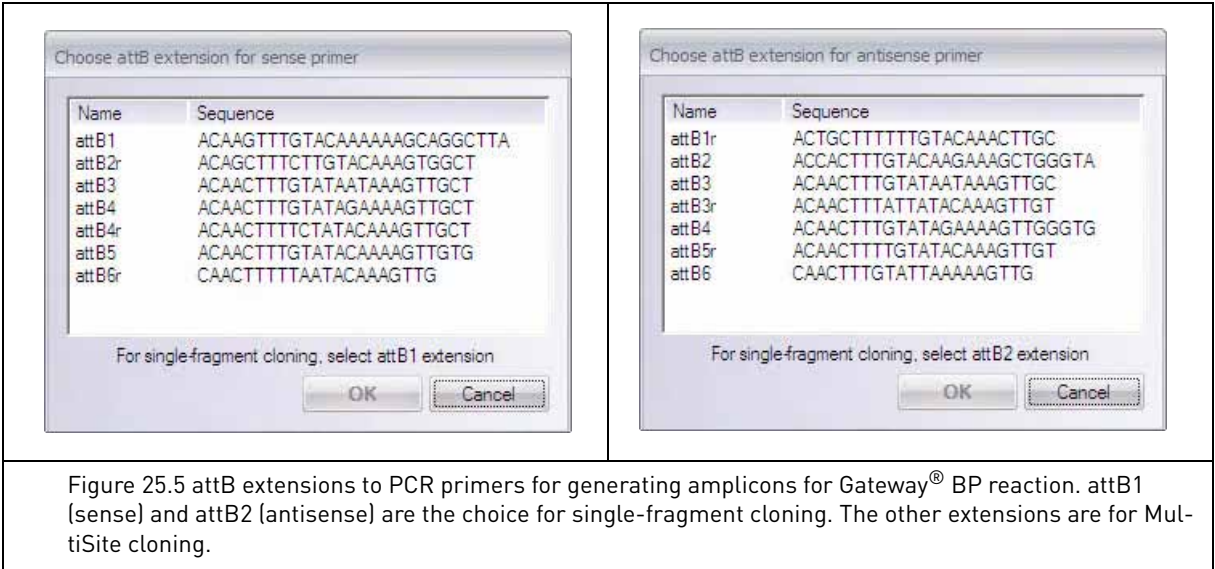 Choose attB extension for sense primer
Name Sequence
attB1 ACAAGTTTGTACAAAAAAGCAGGCTTA
attB2r ACAGCTTTCTTGTACAAAGTGGCT
attB3 ACAACTTTGTATAATAAAGTTGCT
attB4 ACAACTTTGTATAGAAAAGTTGCT
attB4r ACAACTTTTCTATACAAAGTTGCT
attB5 ACAACTTTGTATACAAAAGTTGTG
attB6r CAACTTTTTAATACAAAGTTG
For single-fragment cloning, select attB1 extension
OK Cancel
Choose attB extension for antisense primer
Name Sequence
attB1r ACTGCTTTTTTGTACAAACTTGC
attB2 ACCACTTTGTACAAGAAAGCTGGGTA
attB3 ACAACTTTGTATAATAAAGTTGC
attB3r ACAACTTTATTATACAAAGTTGT
attB4 ACAACTTTGTATAGAAAAGTTGGGTG
attB5r ACAACTTTTGTATACAAAGTTGT
attB6 CAACTTTGTATTAAAAAGTTG
For single-fragment cloning, select attB2 extension
OK Cancel
Figure 25.5 attB extensions to PCR primers for generating amplicons for Gateway® BP reaction. attB1
(sense) and attB2 (antisense) are the choice for single-fragment cloning. The other extensions are for Mul-
tiSite cloning.